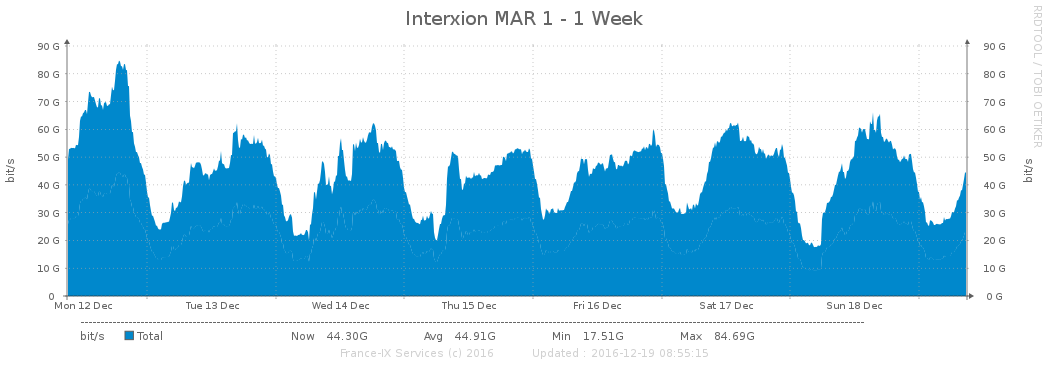 Interxion MAR 1 - 1 Week
RRDTOOL / TOBI OETIKER
90 G 90 G
80 G 80 G
70 G 70 G
60 G 60 G
50 G 50 G
40 G 40 G
30 G 30 G
20 G 20 G
10 G 10 G
0 0 G
bit/s bit/s
Mon 12 Dec Tue 13 Dec Wed 14 Dec Thu 15 Dec Fri 16 Dec Sat 17 Dec Sun 18 Dec
bit/s Total Now 44.30G Avg 44.91G Min 17.51G Max 84.69G
France-IX Services (c) 2016 Updated : 2016-12-19 08:55:15